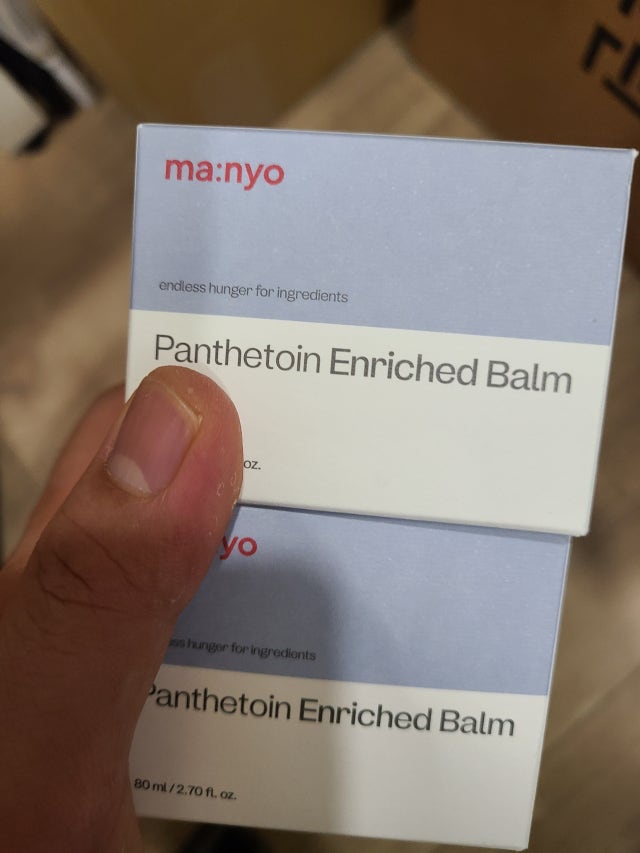 ma:nyo
endless hunger for ingredients
Panthetoin Enriched Balm
oz.
yo
hunger for ingredients
Panthetoin Enriched Balm
80 ml / 2.70 fl. oz.